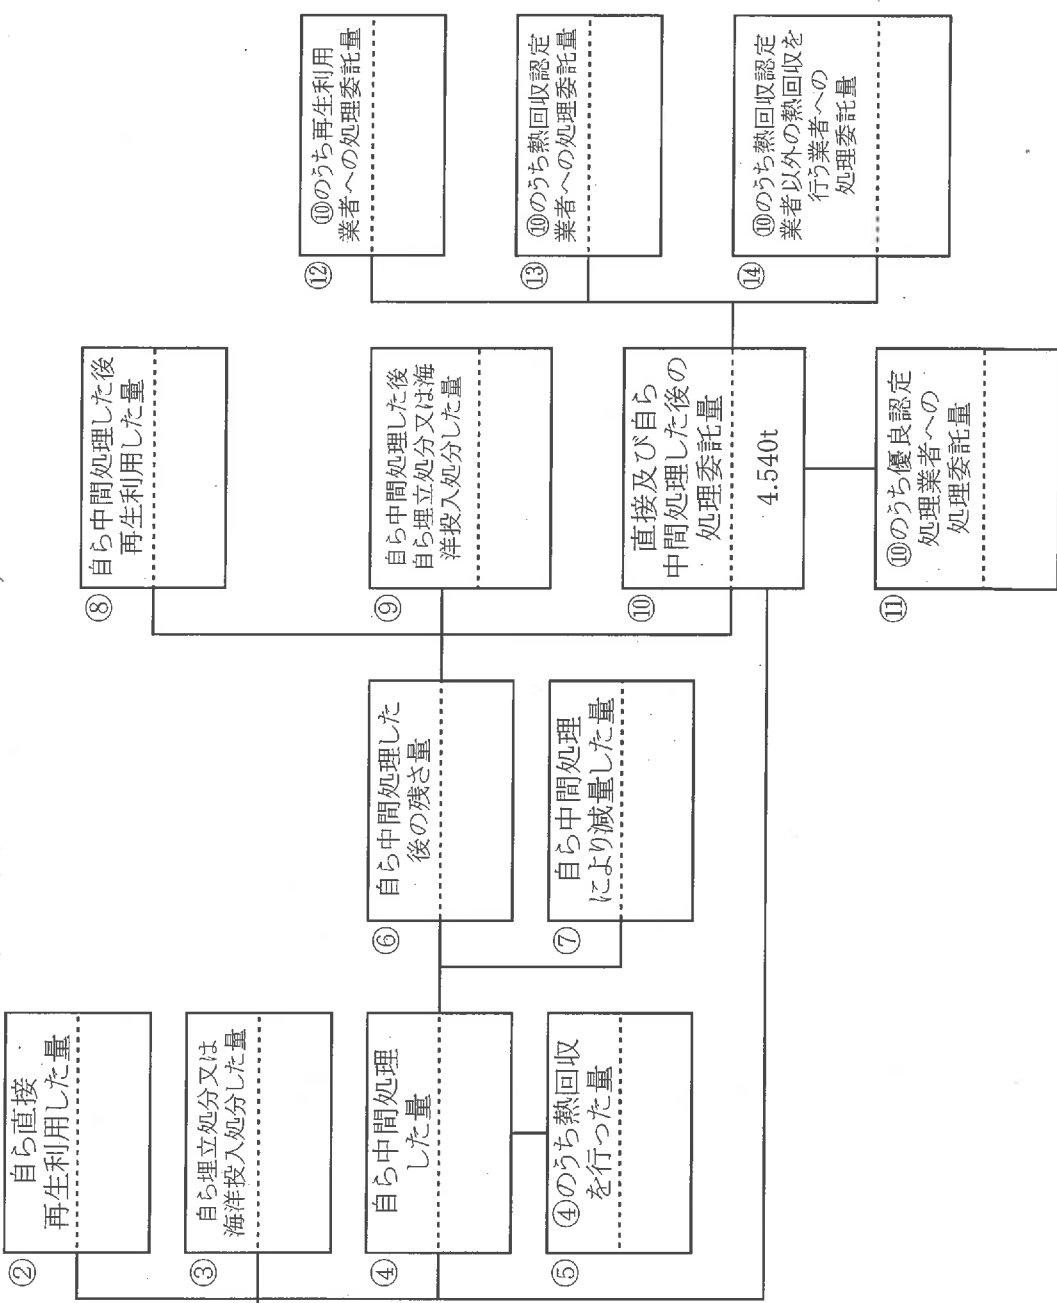 ②
自ら直接
再生利用した量
③
自ら埋立処分又は
海洋投入処分した量
④
自ら中間処理
した量
⑤
④のうち熱回収
を行った量
⑥
自ら中間処理した
後の残さ量
⑦
自ら中間処理
により減量した量
⑧
自ら中間処理した後
再生利用した量
⑨
自ら中間処理した後
自ら埋立処分又は海
洋投入処分した量
⑩
直接及び自ら
中間処理した後の
処理委託量
4.540t
⑪
⑩のうち優良認定
処理業者への
処理委託量
⑫
⑩のうち再生利用
業者への処理委託量
⑬
⑩のうち熱回収認定
業者への処理委託量
⑭
⑩のうち熱回収認定
業者以外の熱回収を
行う業者への
処理委託量